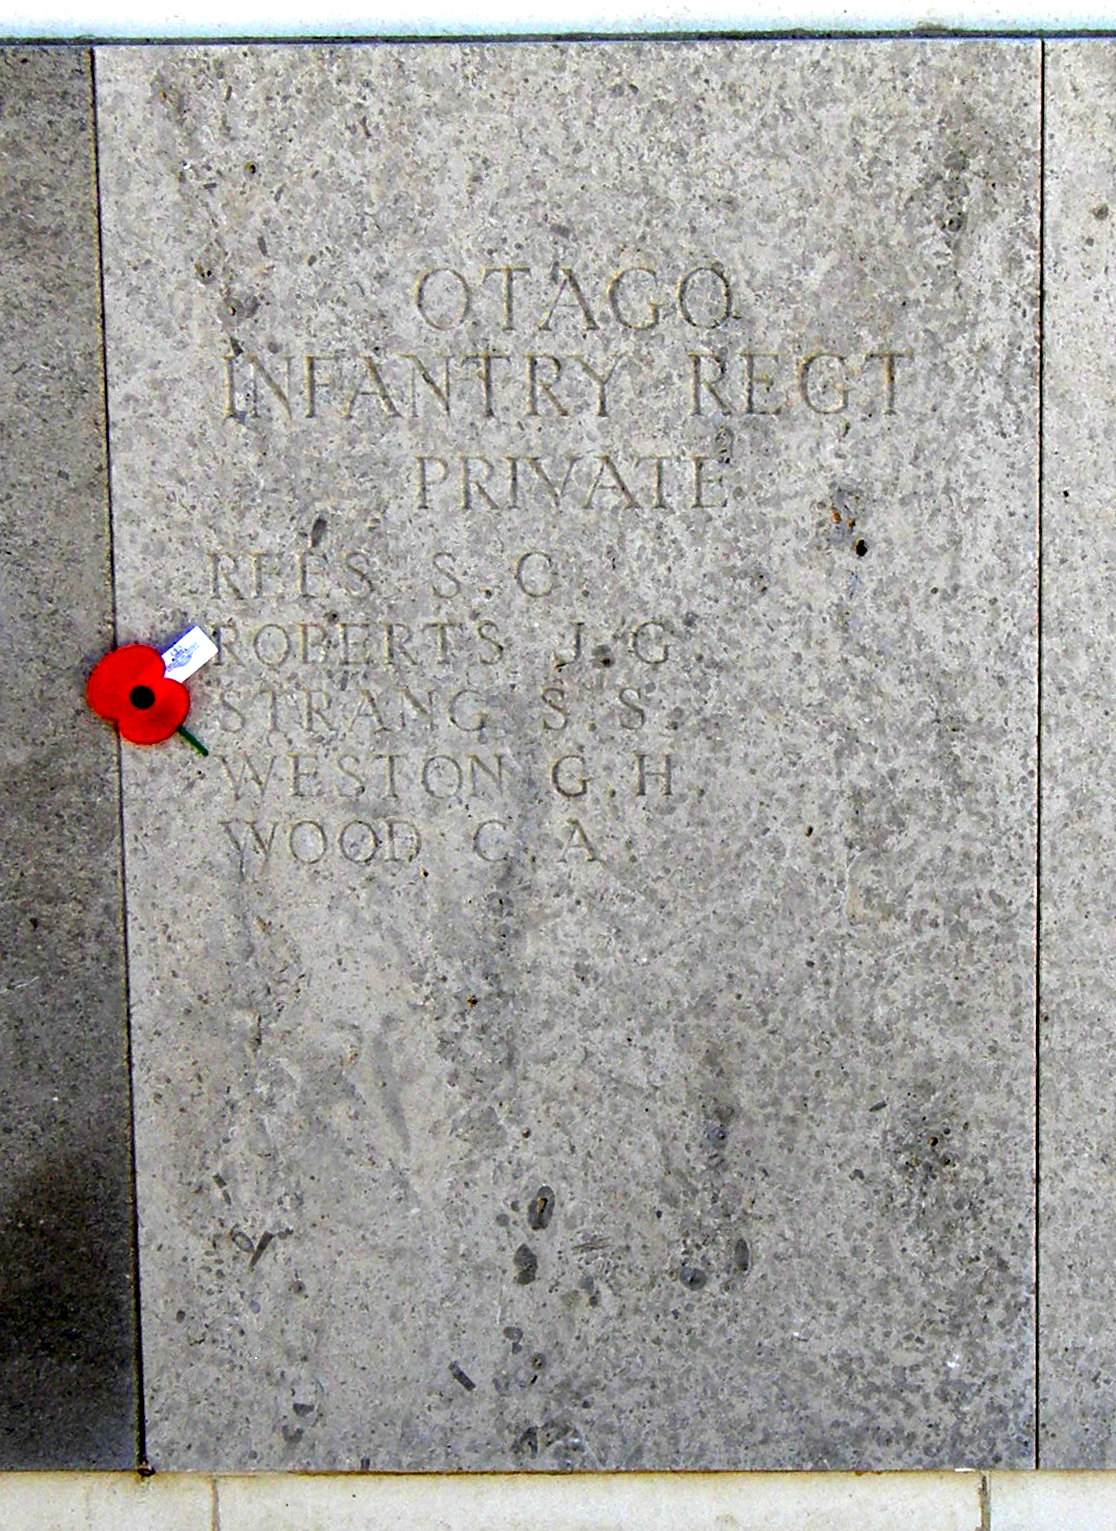 OTAGO
INFANTRY REGT
PRIVATE
REES S. G.
ROBERTS J. G.
STRANG S. S.
WESTON G. H.
WOOD C. A.